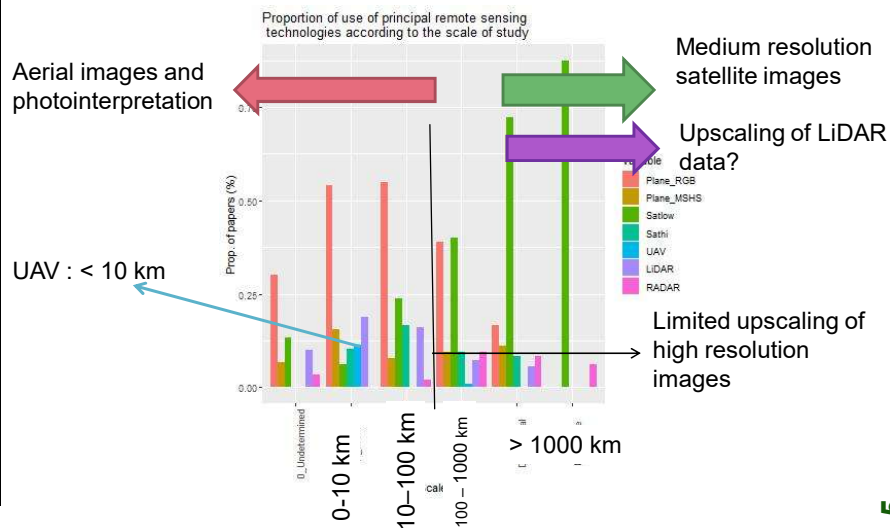 Proportion of use of principal remote sensing
technologies according to the scale of study
Aerial images and
photointerpretation
Medium resolution
satellite images
Upscaling of LiDAR
data?
UAV : < 10 km
Limited upscaling of
high resolution
images
Prop. of papers (%)
0.50
0.25
0.00
Plane_RGB
Plane_MSHS
Satlow
Sathi
UAV
LiDAR
RADAR
0_Undetermined
0-10 km
10–100 km
100 – 1000 km
> 1000 km